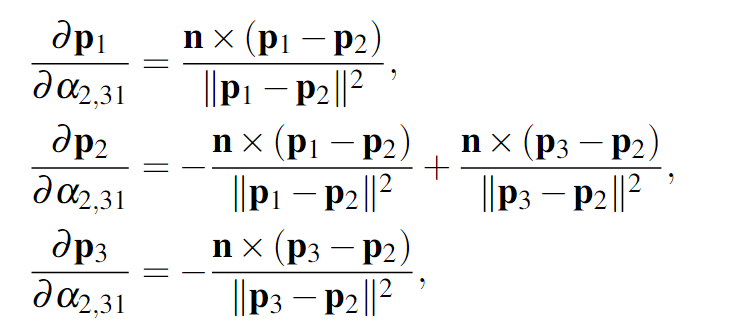 ∂p₁/∂α₂,₃₁ = n × (p₁ − p₂)/‖p₁ − p₂‖²,
∂p₂/∂α₂,₃₁ = − n × (p₁ − p₂)/‖p₁ − p₂‖² + n × (p₃ − p₂)/‖p₃ − p₂‖²,
∂p₃/∂α₂,₃₁ = − n × (p₃ − p₂)/‖p₃ − p₂‖²,